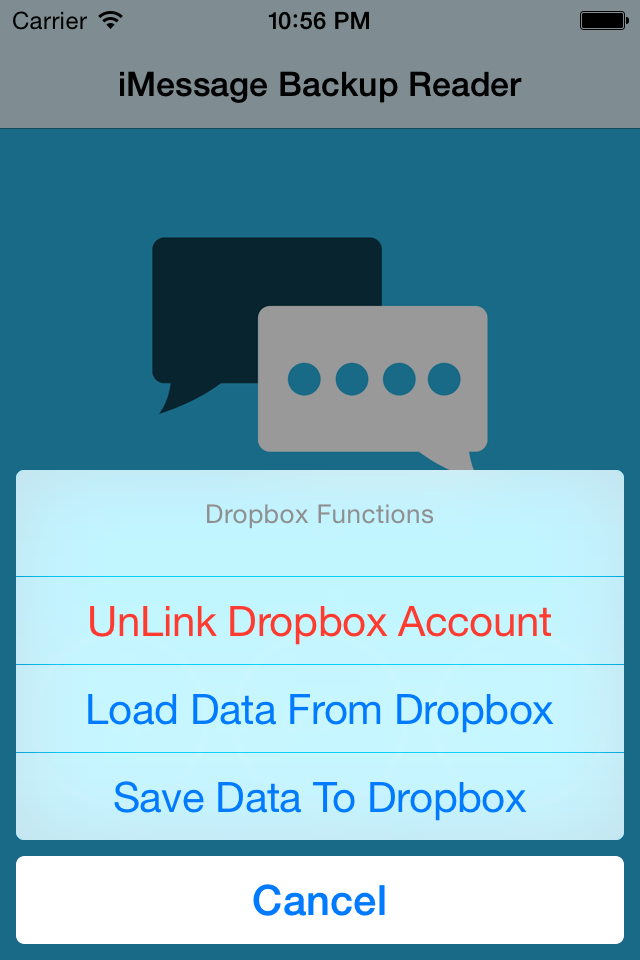 Carrier 10:56 PM
iMessage Backup Reader
Dropbox Functions
UnLink Dropbox Account
Load Data From Dropbox
Save Data To Dropbox
Cancel